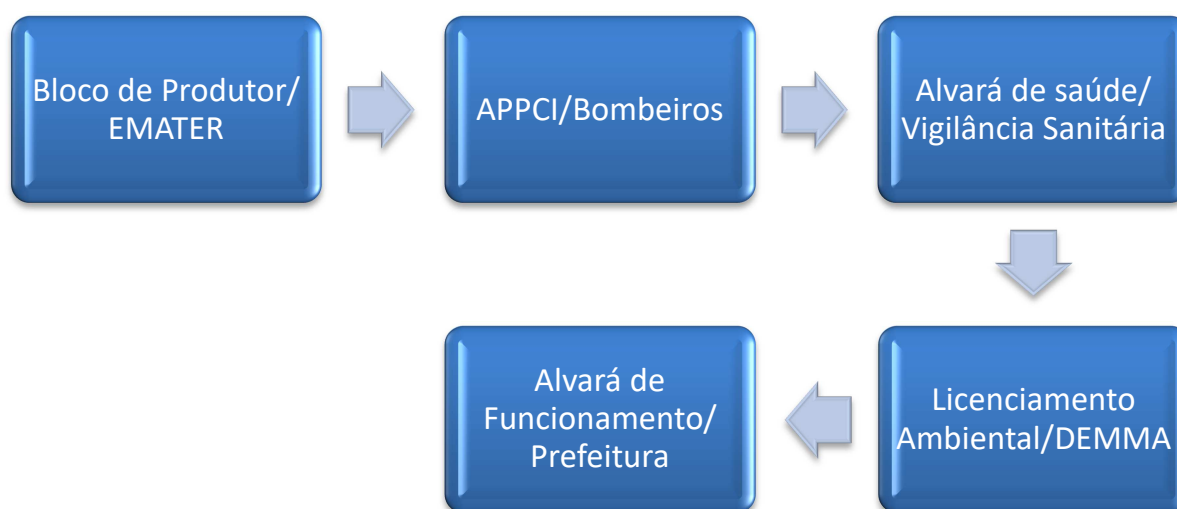 Bloco de Produtor/
EMATER
APPCI/Bombeiros
Alvará de saúde/
Vigilância Sanitária
Licenciamento
Ambiental/DEMMA
Alvará de
Funcionamento/
Prefeitura